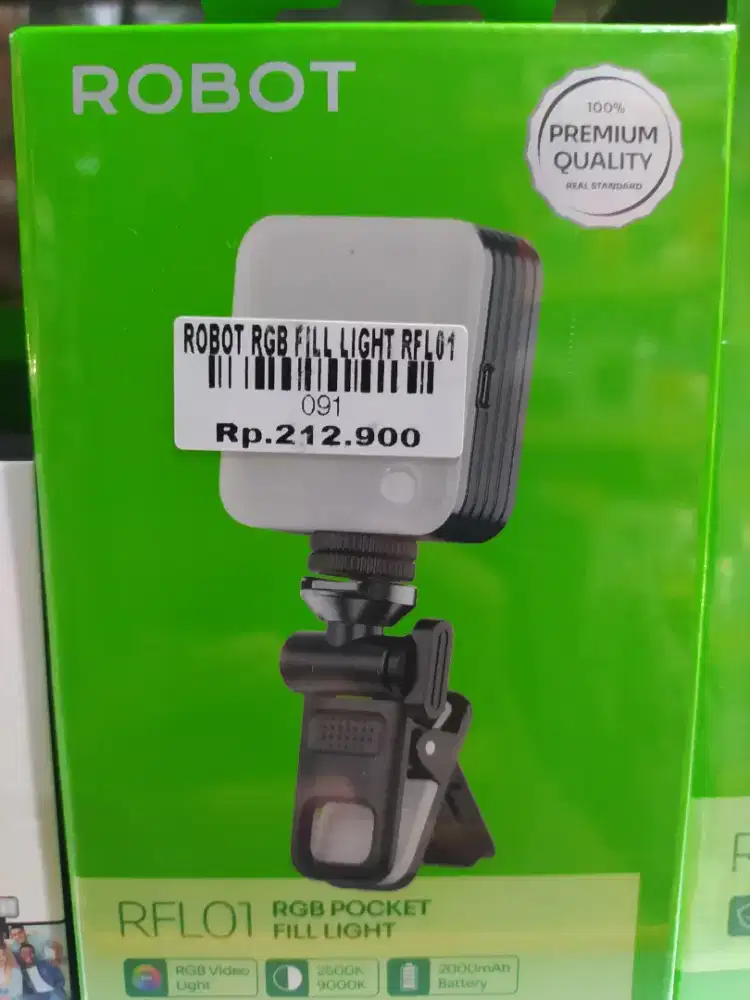 ROBOT
100%
PREMIUM
QUALITY
REAL STANDARD
ROBOT RGB FILL LIGHT RFL01
091
Rp.212.900
RFL01
RGB POCKET
FILL LIGHT
RGB Video
Light
2500K
9000K
2000mAh
Battery